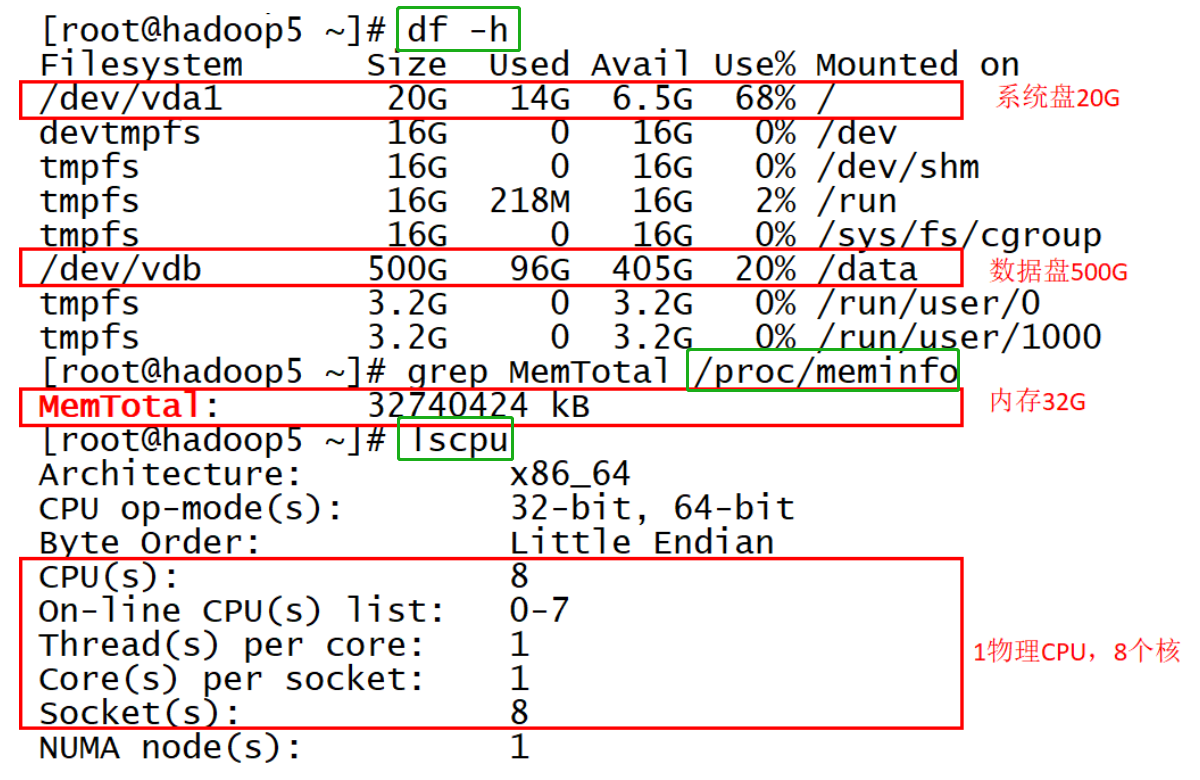 [root@hadoop5 ~]# df -h
Filesystem Size Used Avail Use% Mounted on
/dev/vda1 20G 14G 6.5G 68% / 系统盘20G
devtmpfs 16G 0 16G 0% /dev
tmpfs 16G 0 16G 0% /dev/shm
tmpfs 16G 218M 16G 2% /run
tmpfs 16G 0 16G 0% /sys/fs/cgroup
/dev/vdb 500G 96G 405G 20% /data 数据盘500G
tmpfs 3.2G 0 3.2G 0% /run/user/0
tmpfs 3.2G 0 3.2G 0% /run/user/1000
[root@hadoop5 ~]# grep MemTotal /proc/meminfo
MemTotal: 32740424 kB 内存32G
[root@hadoop5 ~]# lscpu
Architecture: x86_64
CPU op-mode(s): 32-bit, 64-bit
Byte Order: Little Endian
CPU(s): 8
On-line CPU(s) list: 0-7
Thread(s) per core: 1
1物理CPU，8个核
Core(s) per socket: 1
Socket(s): 8
NUMA node(s): 1